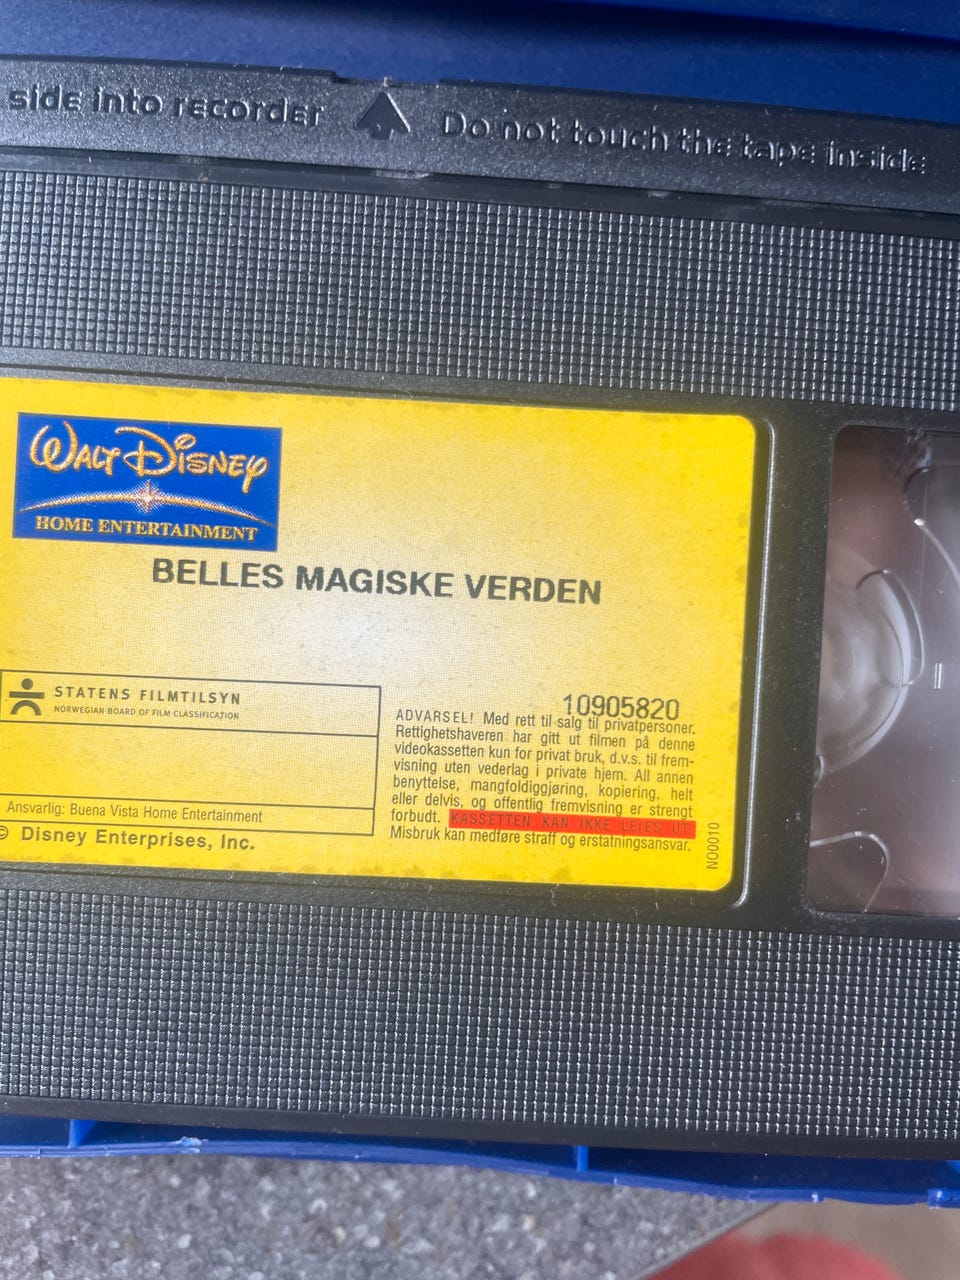 side into recorder Do not touch the tape inside
WALT DISNEY
HOME ENTERTAINMENT
BELLES MAGISKE VERDEN
STATENS FILMTILSYN
NORWEGIAN BOARD OF FILM CLASSIFICATION
Ansvarlig: Buena Vista Home Entertainment
© Disney Enterprises, Inc.
10905820
ADVARSEL! Med rett til salg til privatpersoner.
Rettighetshaveren har gitt ut filmen på denne
videokassetten kun for privat bruk, d.v.s. til frem-
visning uten vederlag i private hjem. All annen
benyttelse, mangfoldiggjøring, kopiering, helt
eller delvis, og offentlig fremvisning er strengt
forbudt. KASSETTEN KAN IKKE LEIES UT.
Misbruk kan medføre straff og erstatningsansvar.
NO0010